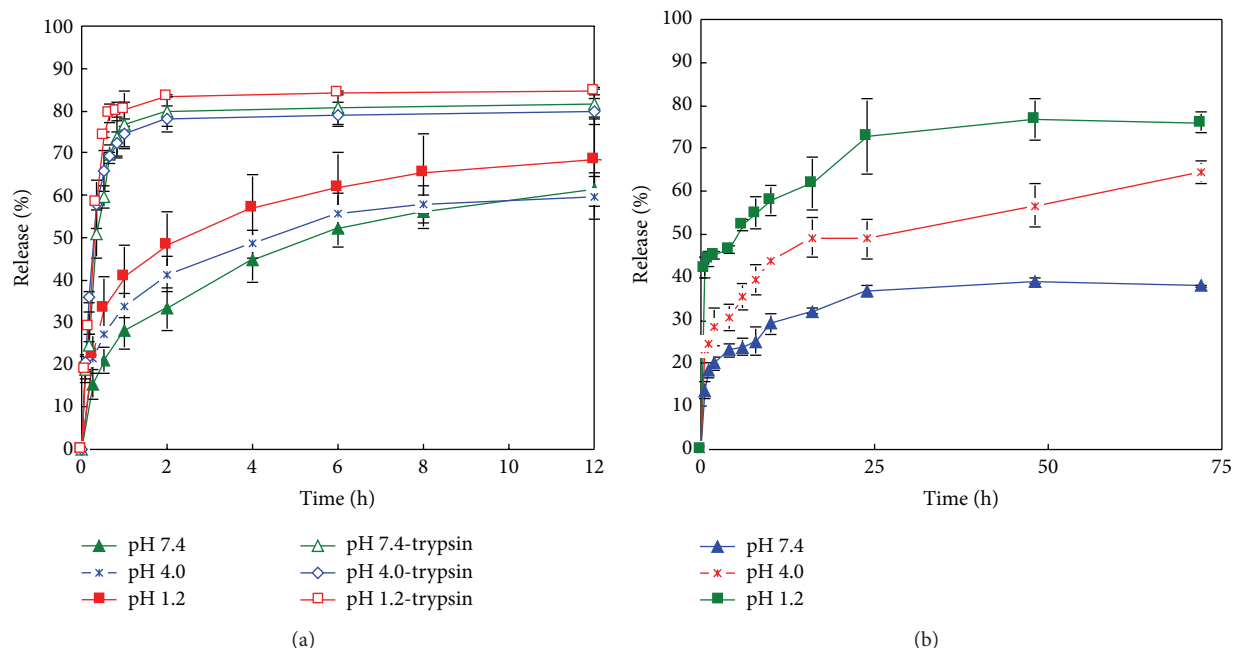 100
90
80
70
60
50
40
30
20
10
0
Release (%)
0 2 4 6 8 10 12
Time (h)
pH 7.4
pH 4.0
pH 1.2
pH 7.4-trypsin
pH 4.0-trypsin
pH 1.2-trypsin
(a)
100
90
80
70
60
50
40
30
20
10
0
Release (%)
0 25 50 75
Time (h)
pH 7.4
pH 4.0
pH 1.2
(b)